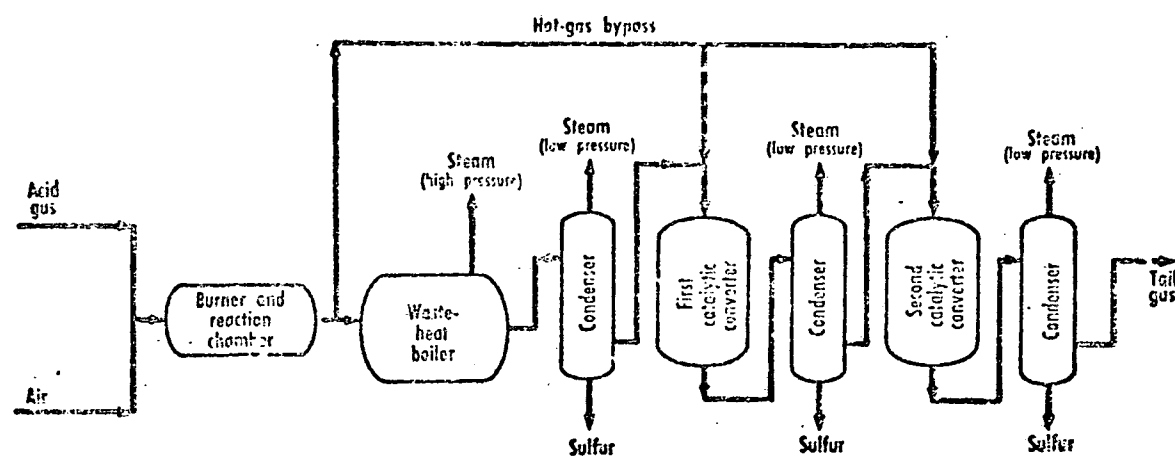 Hot-gas bypass
Steam
(low pressure)
Steam
(low pressure)
Steam
(low pressure)
Steam
(high pressure)
Acid
gas
Burner and
reaction
chamber
Waste-
heat
boiler
Condenser
First
catalytic
converter
Condenser
Second
catalytic
converter
Condenser
Tail
gas
Air
Sulfur
Sulfur
Sulfur